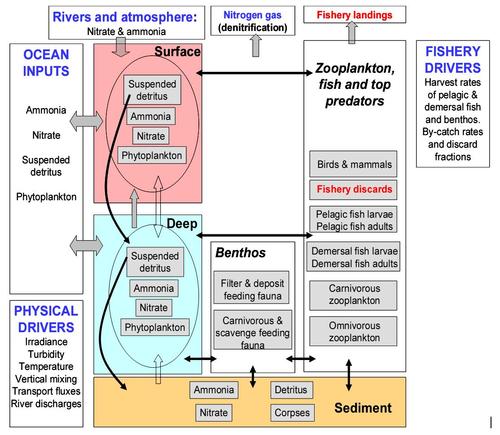 Rivers and atmosphere:
Nitrate & ammonia
Nitrogen gas
(denitrification)
Fishery landings
OCEAN
INPUTS
Ammonia
Nitrate
Suspended
detritus
Phytoplankton
Surface
Suspended
detritus
Ammonia
Nitrate
Phytoplankton
Deep
Suspended
detritus
Ammonia
Nitrate
Phytoplankton
PHYSICAL
DRIVERS
Irradiance
Turbidity
Temperature
Vertical mixing
Transport fluxes
River discharges
Benthos
Filter & deposit
feeding fauna
Carnivorous &
scavenge feeding
fauna
Zooplankton,
fish and top
predators
Birds & mammals
Fishery discards
Pelagic fish larvae
Pelagic fish adults
Demersal fish larvae
Demersal fish adults
Carnivorous
zooplankton
Omnivorous
zooplankton
FISHERY
DRIVERS
Harvest rates
of pelagic &
demersal fish
and benthos.
By-catch rates
and discard
fractions
Ammonia
Detritus
Nitrate
Corpses
Sediment